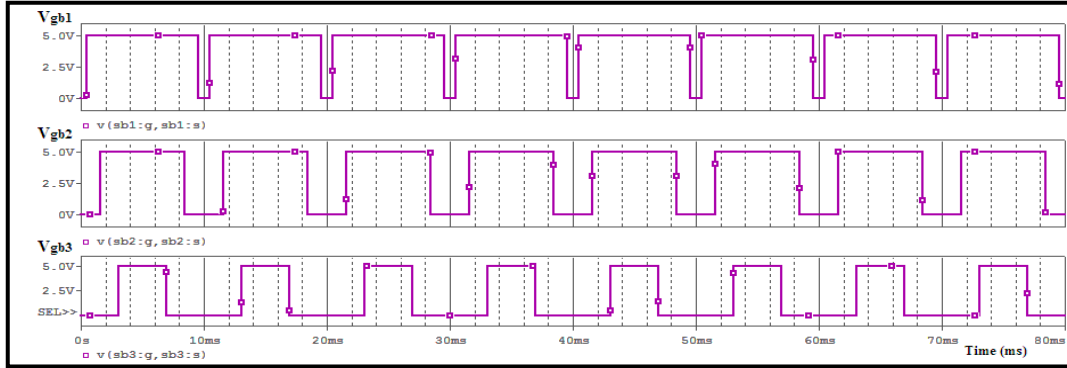 Vgb1
5.0V
2.5V
0V
v(sb1:g,sb1:s)
Vgb2
5.0V
2.5V
0V
v(sb2:g,sb2:s)
Vgb3
5.0V
2.5V
SEL>>
0s 10ms 20ms 30ms 40ms 50ms 60ms 70ms 80ms
v(sb3:g,sb3:s)
Time (ms)